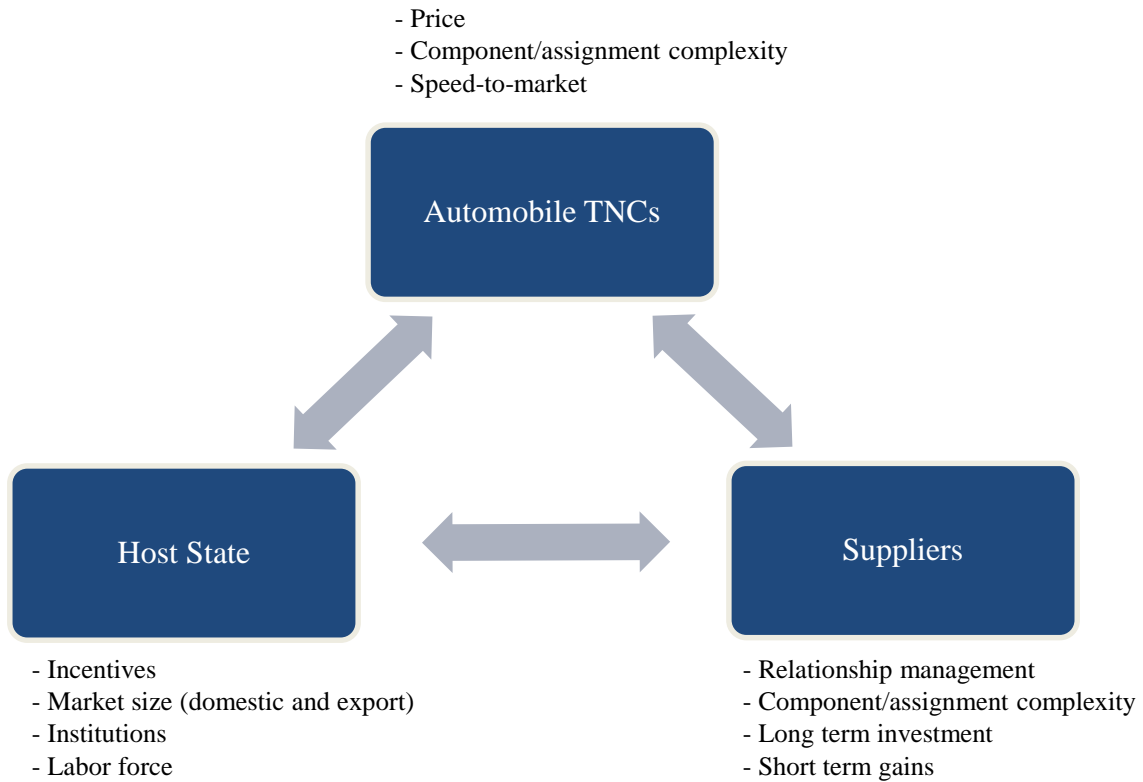 - Price
- Component/assignment complexity
- Speed-to-market
Automobile TNCs
Host State
Suppliers
- Incentives
- Market size (domestic and export)
- Institutions
- Labor force
- Relationship management
- Component/assignment complexity
- Long term investment
- Short term gains